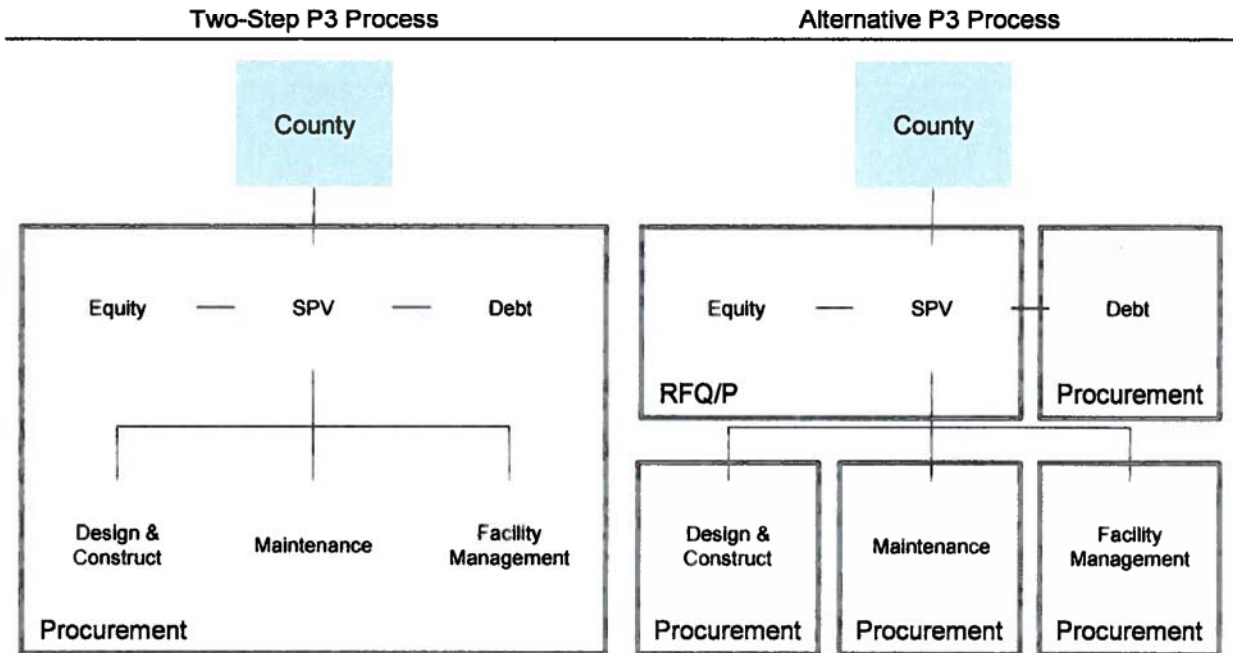 Two-Step P3 Process
County
Equity
SPV
Debt
Design &
Construct
Maintenance
Facility
Management
Procurement
Alternative P3 Process
County
Equity
SPV
RFQ/P
Debt
Procurement
Design &
Construct
Procurement
Maintenance
Procurement
Facility
Management
Procurement